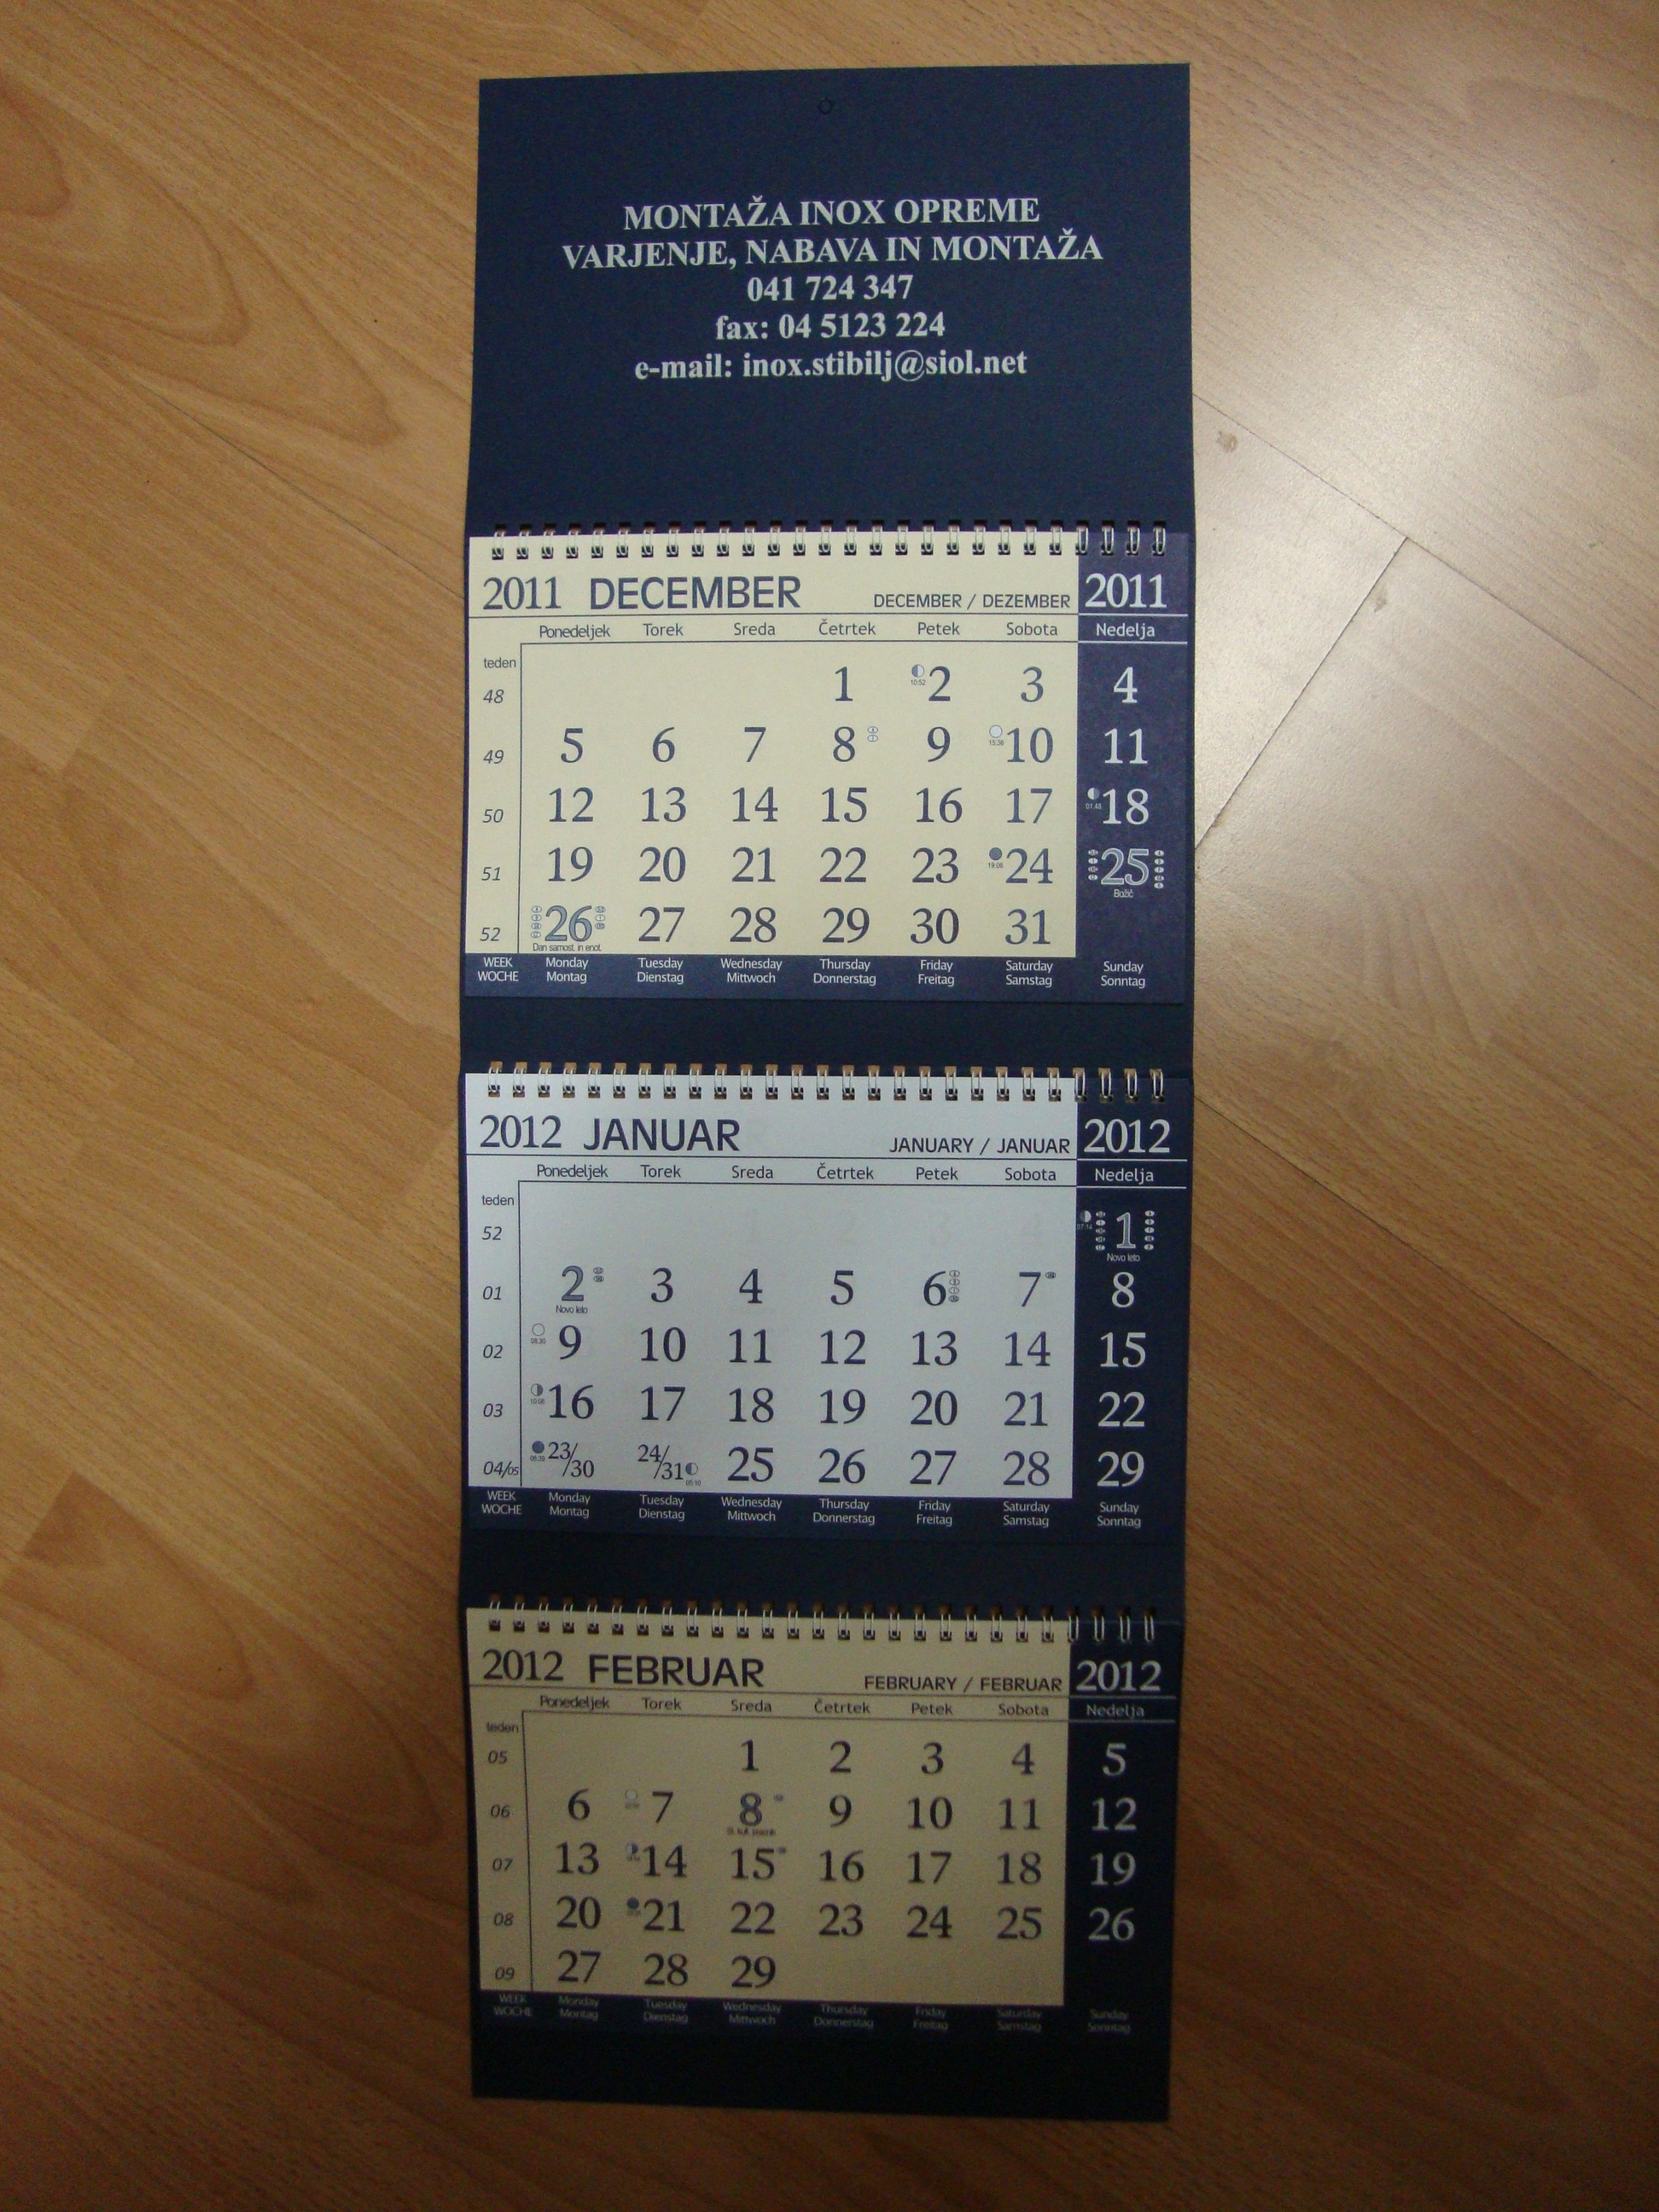 MONTAŽA INOX OPREME
VARJENJE, NABAVA IN MONTAŽA
041 724 347
fax: 04 5123 224
e-mail: inox.stibilj@siol.net
2011 DECEMBER DECEMBER / DEZEMBER 2011
Ponedeljek Torek Sreda Četrtek Petek Sobota Nedelja
teden
48 1 10:52 2 3 4
49 5 6 7 8 9 15:36 10 11
50 12 13 14 15 16 17 01:48 18
51 19 20 21 22 23 19:06 24 25
Božič
52 26 27 28 29 30 31
Dan samost. in enot.
WEEK Monday Tuesday Wednesday Thursday Friday Saturday Sunday
WOCHE Montag Dienstag Mittwoch Donnerstag Freitag Samstag Sonntag
2012 JANUAR JANUARY / JANUAR 2012
Ponedeljek Torek Sreda Četrtek Petek Sobota Nedelja
teden
52 1
Novo leto
01 2 3 4 5 6 7 8
Novo leto
02 9 10 11 12 13 14 15
03 16 17 18 19 20 21 22
04/05 23/30 24/31 25 26 27 28 29
WEEK Monday Tuesday Wednesday Thursday Friday Saturday Sunday
WOCHE Montag Dienstag Mittwoch Donnerstag Freitag Samstag Sonntag
2012 FEBRUAR FEBRUARY / FEBRUAR 2012
Ponedeljek Torek Sreda Četrtek Petek Sobota Nedelja
teden
05 1 2 3 4 5
06 6 7 8 9 10 11 12
07 13 14 15 16 17 18 19
08 20 21 22 23 24 25 26
09 27 28 29
WEEK Monday Tuesday Wednesday Thursday Friday Saturday Sunday
WOCHE Montag Dienstag Mittwoch Donnerstag Freitag Samstag Sonntag